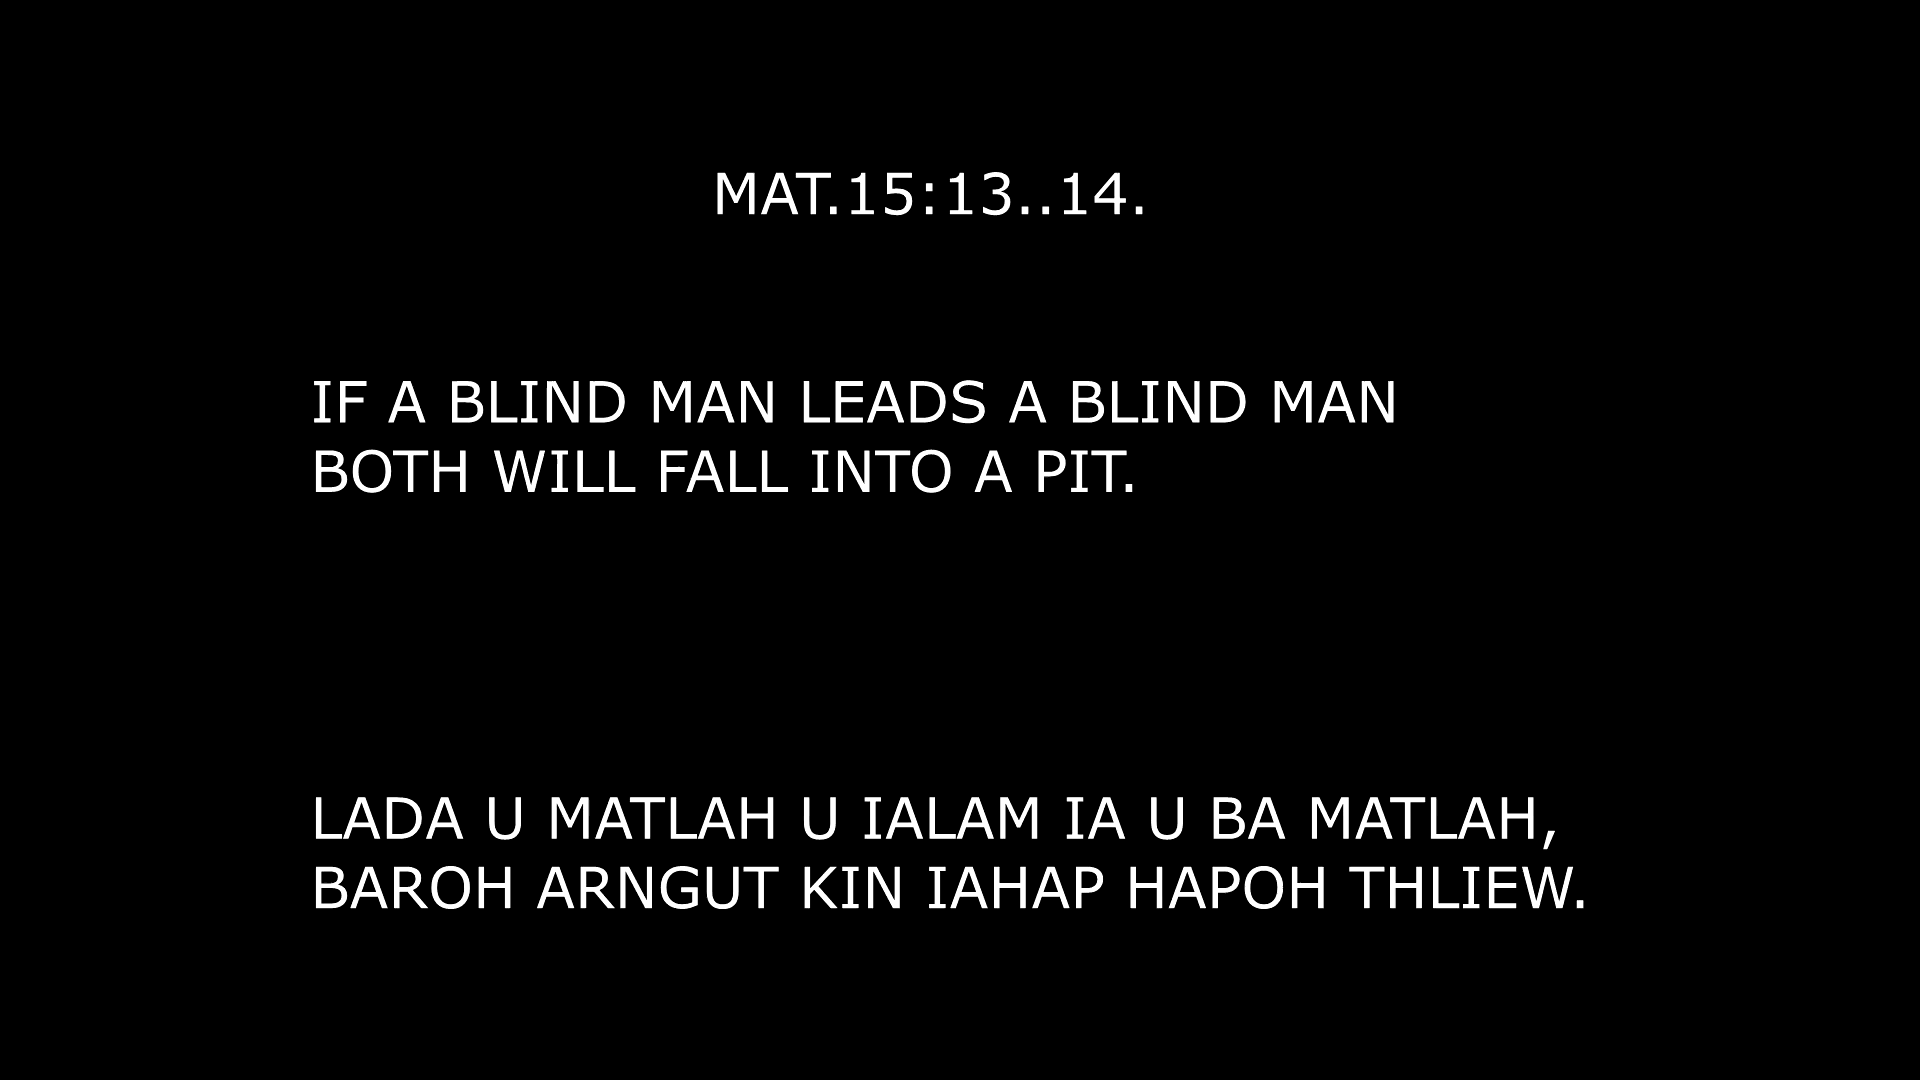 MAT.15:13..14.
IF A BLIND MAN LEADS A BLIND MAN
BOTH WILL FALL INTO A PIT.
LADA U MATLAH U IALAM IA U BA MATLAH,
BAROH ARNGUT KIN IAHAP HAPOH THLIEW.